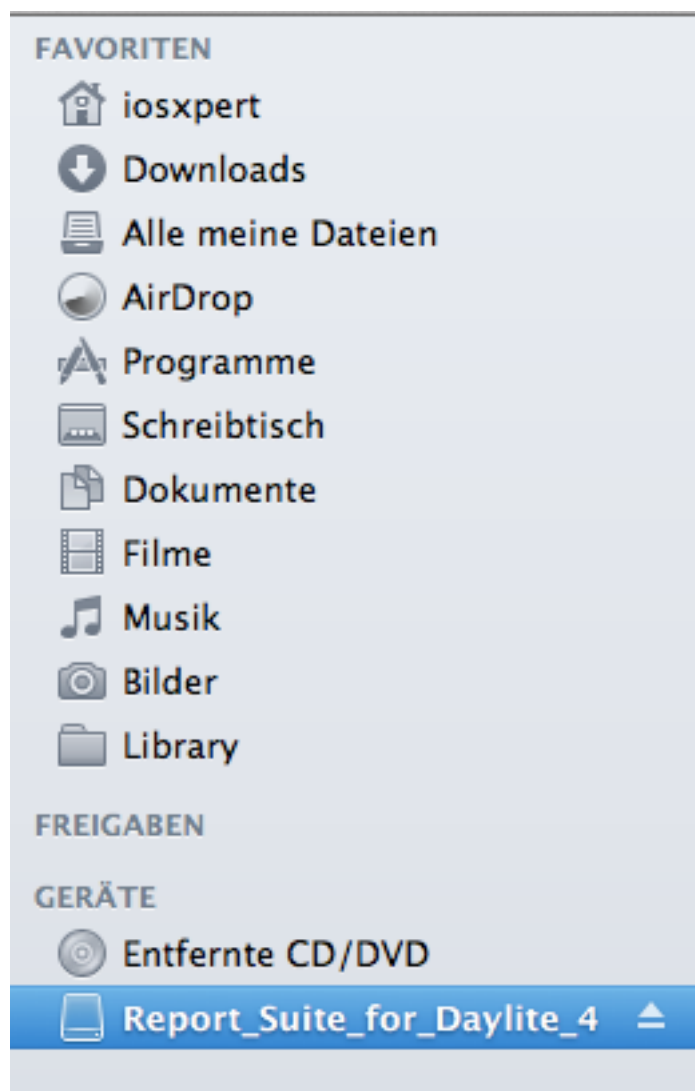 FAVORITEN
iosxpert
Downloads
Alle meine Dateien
AirDrop
Programme
Schreibtisch
Dokumente
Filme
Musik
Bilder
Library
FREIGABEN
GERÄTE
Entfernte CD/DVD
Report_Suite_for_Daylite_4